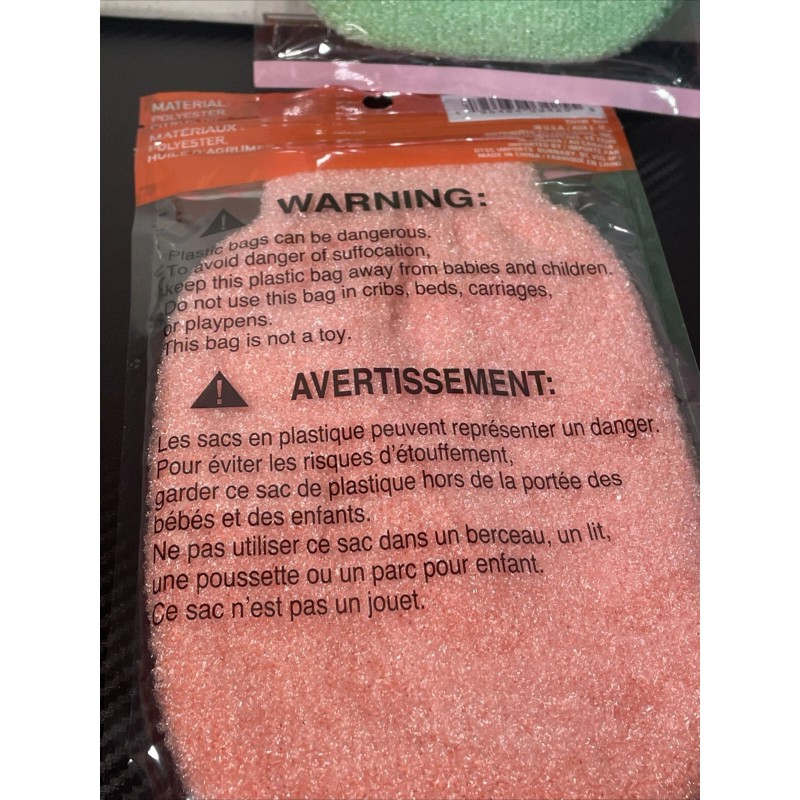 MATERIAL
POLYESTER
MATÉRIAUX
POLYESTER,
HUILE D'AGRUM
MADE IN CHINA
WARNING:
Plastic bags can be dangerous.
To avoid danger of suffocation,
keep this plastic bag away from babies and children.
Do not use this bag in cribs, beds, carriages,
or playpens.
This bag is not a toy.
AVERTISSEMENT:
Les sacs en plastique peuvent représenter un danger.
Pour éviter les risques d'étouffement,
garder ce sac de plastique hors de la portée des
bébés et des enfants.
Ne pas utiliser ce sac dans un berceau, un lit,
une poussette ou un parc pour enfant.
Ce sac n'est pas un jouet.